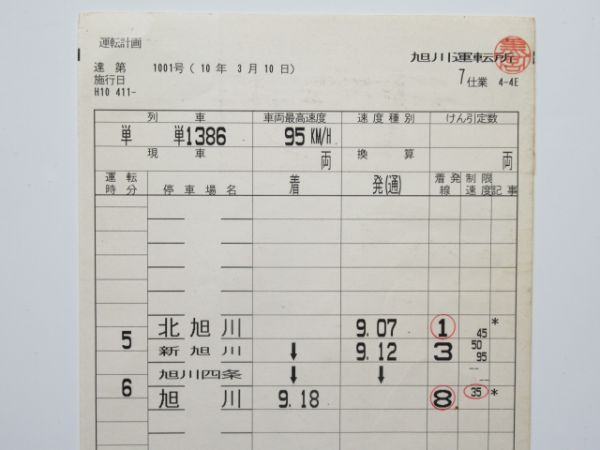 運転計画
達 第 1001号 ( 10 年 3 月 10 日 )
旭川運転所
施行日
7 仕業 4-4E
H10 411-
列 車 車両最高速度 速度種別 けん引定数
単 単1386 95 KM/H
現 車 両 換 算 両
運転時分 停車場名 着 発(通) 着発線 制限速度 記事
北旭川 9.07 1 45 *
5
新旭川 ↓ 9.12 3 50 95
旭川四条 ↓ ↓ -- --
6
旭 川 9.18 8 35 *